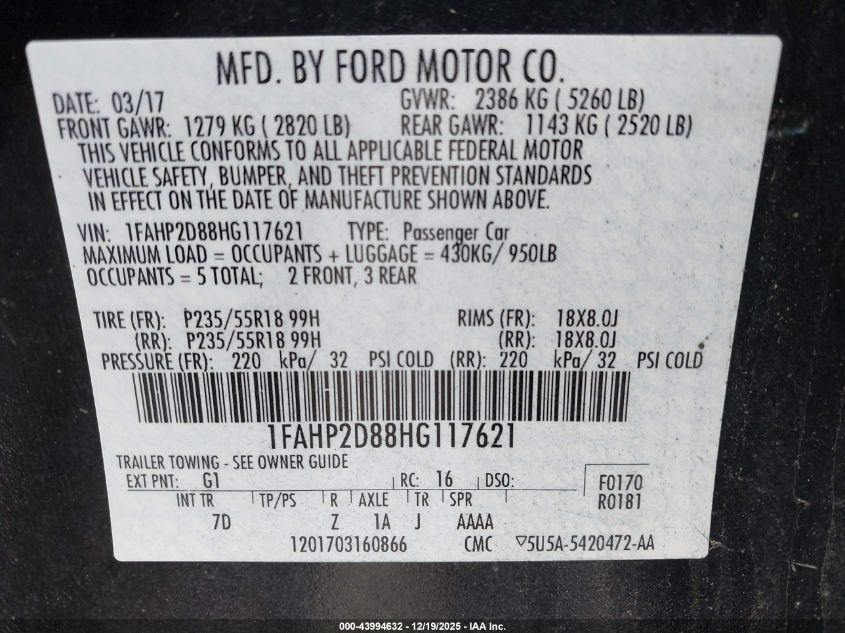 MFD. BY FORD MOTOR CO.
DATE: 03/17 GVWR: 2386 KG ( 5260 LB)
FRONT GAWR: 1279 KG ( 2820 LB) REAR GAWR: 1143 KG ( 2520 LB)
THIS VEHICLE CONFORMS TO ALL APPLICABLE FEDERAL MOTOR
VEHICLE SAFETY, BUMPER, AND THEFT PREVENTION STANDARDS
IN EFFECT ON THE DATE OF MANUFACTURE SHOWN ABOVE.
VIN: 1FAHP2D88HG117621 TYPE: Passenger Car
MAXIMUM LOAD = OCCUPANTS + LUGGAGE = 430KG/ 950LB
OCCUPANTS = 5 TOTAL; 2 FRONT, 3 REAR
TIRE (FR): P235/55R18 99H RIMS (FR): 18X8.0J
(RR): P235/55R18 99H (RR): 18X8.0J
PRESSURE (FR): 220 kPa/ 32 PSI COLD (RR): 220 kPa/ 32 PSI COLD
1FAHP2D88HG117621
TRAILER TOWING - SEE OWNER GUIDE
EXT PNT: G1 RC: 16 DSO: F0170
INT TR TP/PS R AXLE TR SPR R0181
7D Z 1A J AAAA
1201703160866 CMC ▽5U5A-5420472-AA
000-43994632 - 12/19/2025 - IAA Inc.